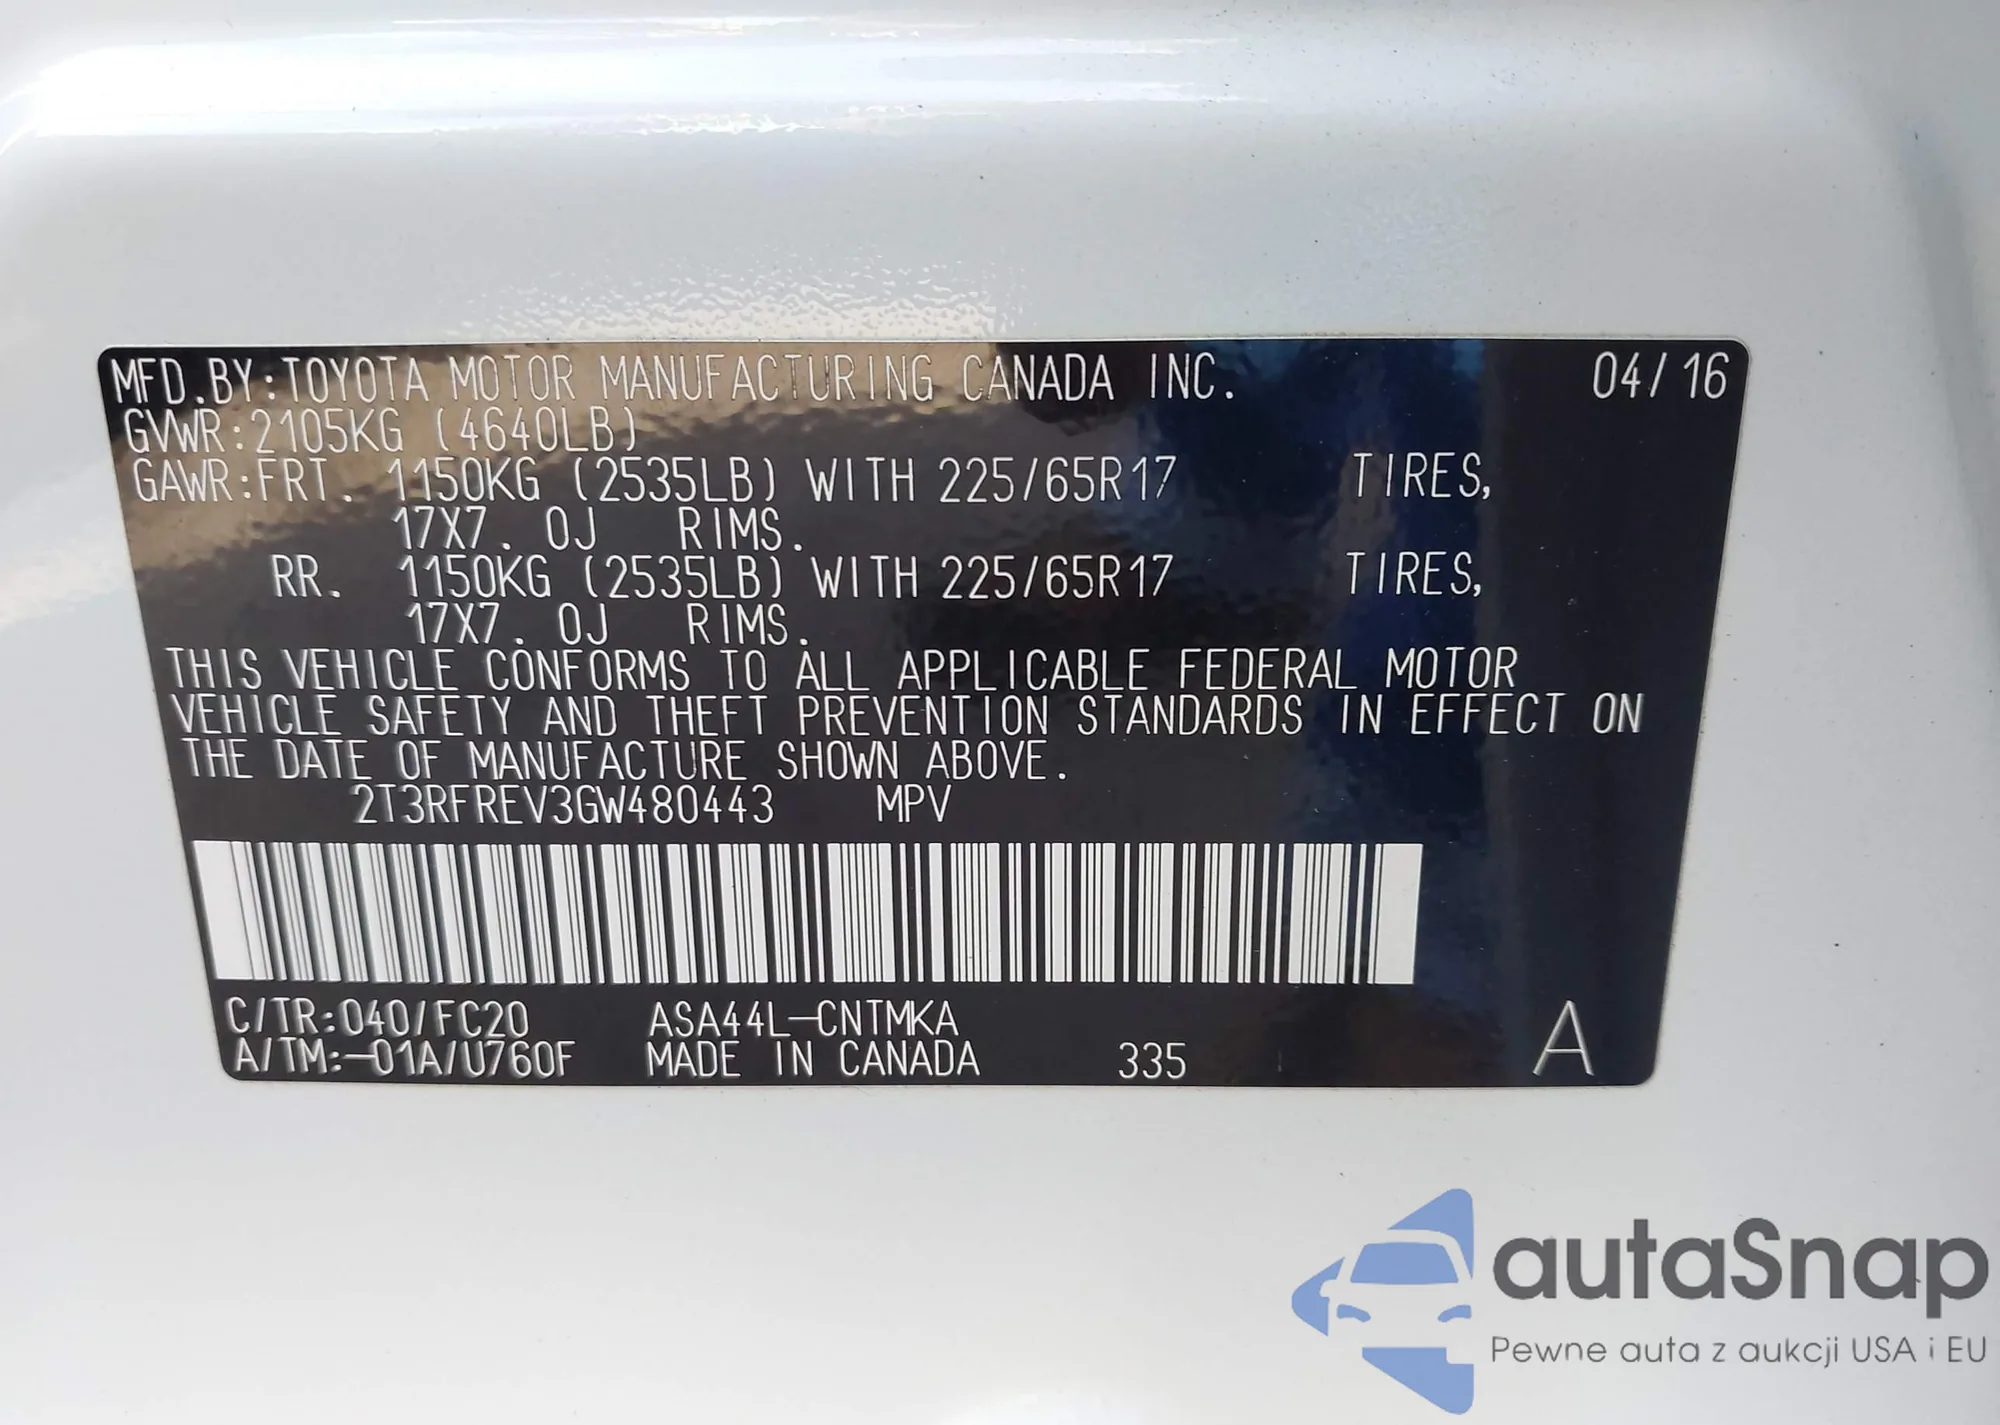 MFD.BY:TOYOTA MOTOR MANUFACTURING CANADA INC. 04/16
GVWR:2105KG (4640LB)
GAWR:FRT. 1150KG (2535LB) WITH 225/65R17 TIRES,
17X7.0J RIMS.
RR. 1150KG (2535LB) WITH 225/65R17 TIRES,
17X7.0J RIMS.
THIS VEHICLE CONFORMS TO ALL APPLICABLE FEDERAL MOTOR
VEHICLE SAFETY AND THEFT PREVENTION STANDARDS IN EFFECT ON
THE DATE OF MANUFACTURE SHOWN ABOVE.
2T3RFREV3GW480443 MPV
C/TR:040/FC20 ASA44L-CNTMKA A
A/TM:-01A/U760F MADE IN CANADA 335
autaSnap
Pewne auta z aukcji USA i EU